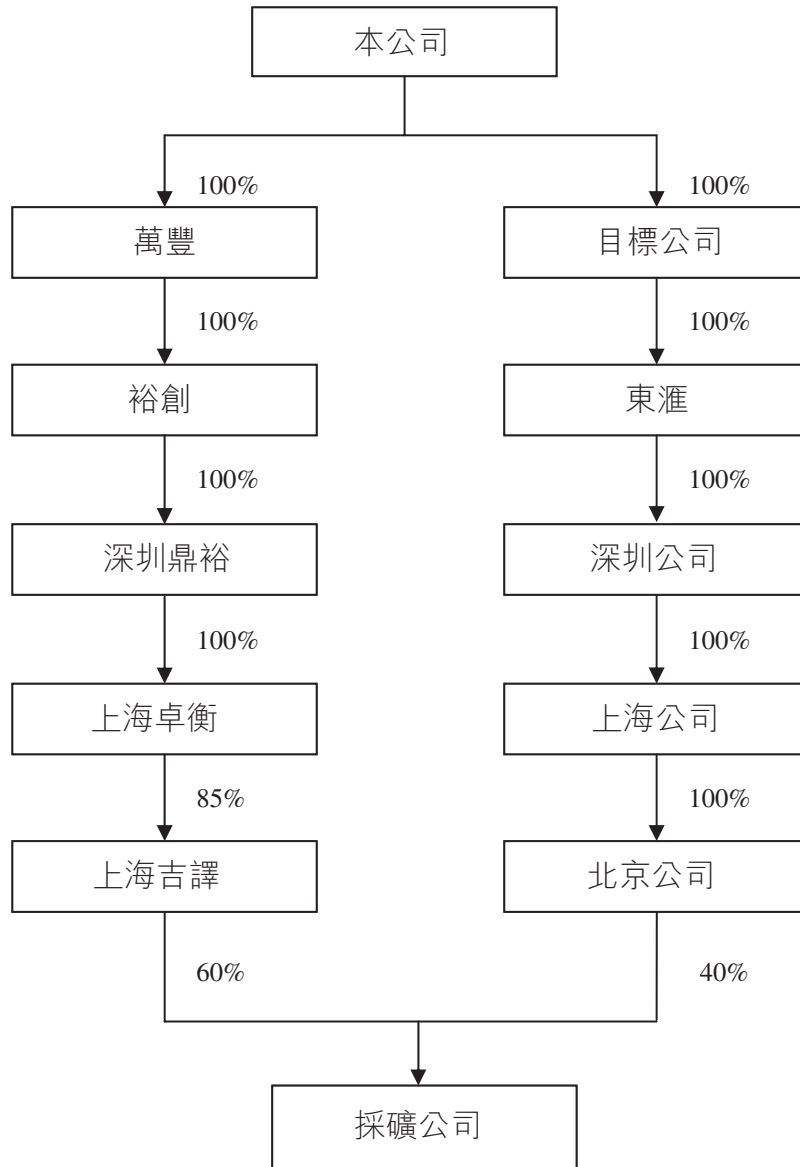 本公司
100%
100%
萬豐
目標公司
100%
100%
裕創
東滙
100%
100%
深圳鼎裕
深圳公司
100%
100%
上海卓衡
上海公司
85%
100%
上海吉譯
北京公司
60%
40%
採礦公司